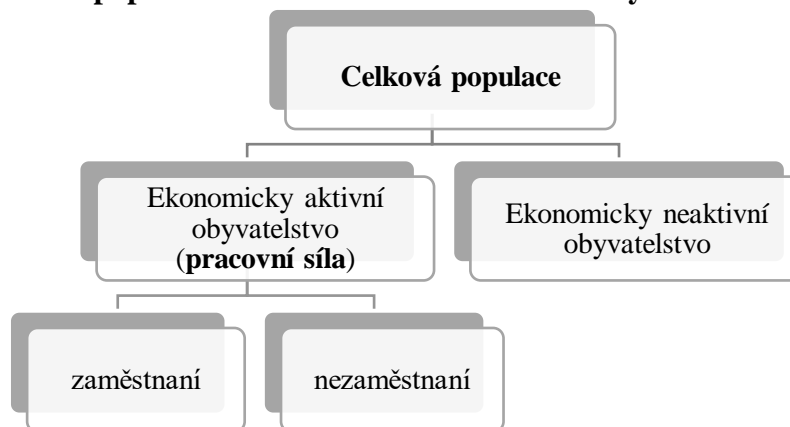 Celková populace
Ekonomicky aktivní
obyvatelstvo
(pracovní síla)
Ekonomicky neaktivní
obyvatelstvo
zaměstnaní
nezaměstnaní